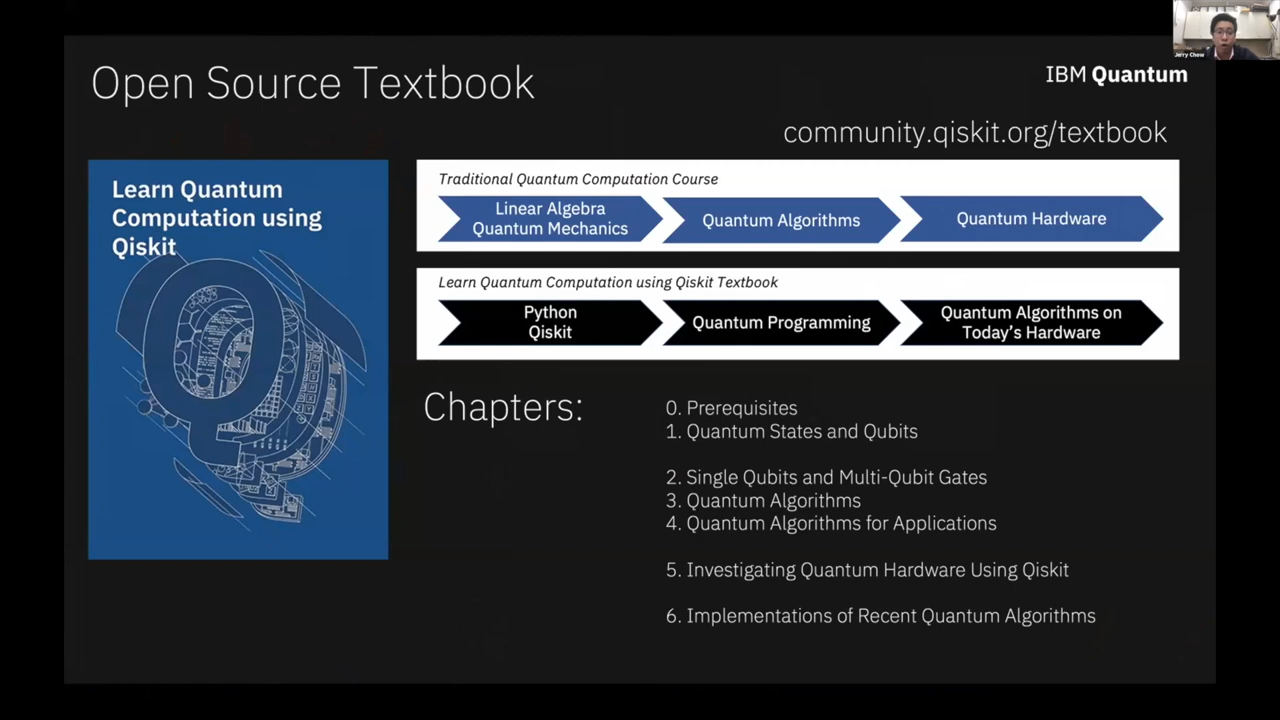 Open Source Textbook
Jerry Chow
IBM Quantum
community.qiskit.org/textbook
Learn Quantum
Computation using
Qiskit
Traditional Quantum Computation Course
Linear Algebra
Quantum Mechanics
Quantum Algorithms
Quantum Hardware
Learn Quantum Computation using Qiskit Textbook
Python
Qiskit
Quantum Programming
Quantum Algorithms on
Today's Hardware
Chapters:
0. Prerequisites
1. Quantum States and Qubits
2. Single Qubits and Multi-Qubit Gates
3. Quantum Algorithms
4. Quantum Algorithms for Applications
5. Investigating Quantum Hardware Using Qiskit
6. Implementations of Recent Quantum Algorithms